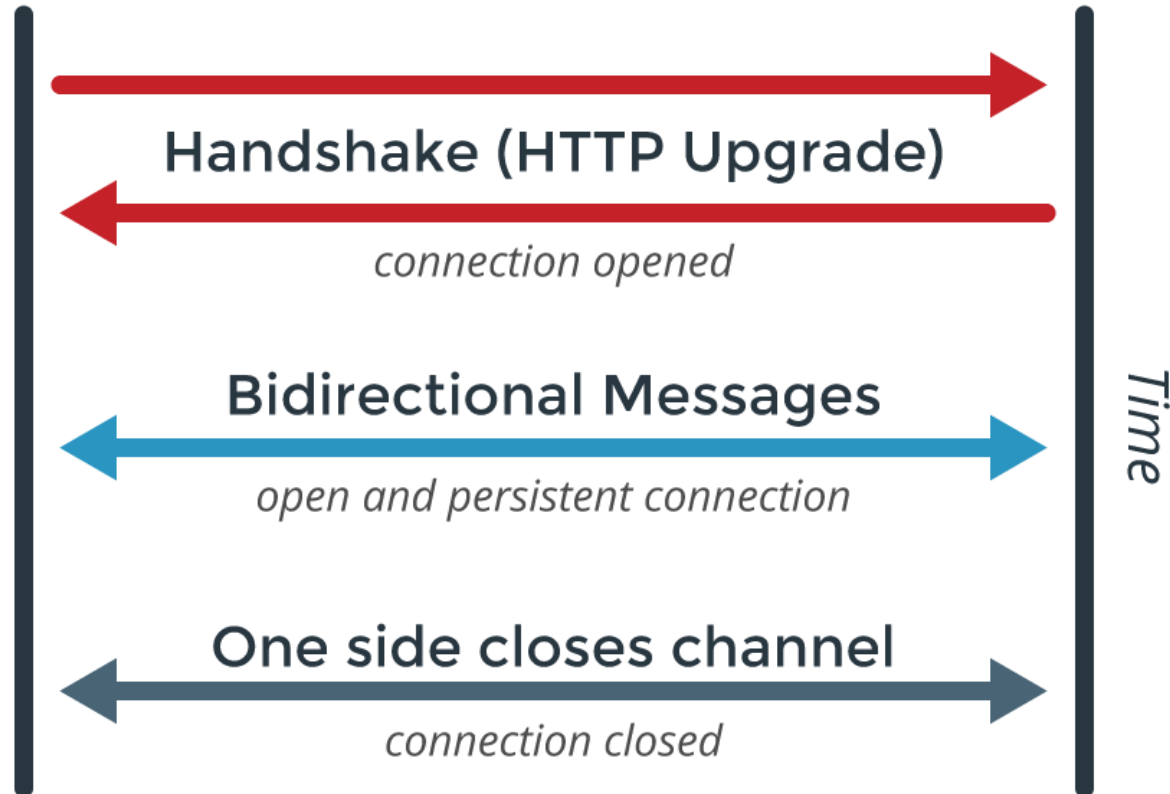 Handshake (HTTP Upgrade)
connection opened
Bidirectional Messages
open and persistent connection
Time
One side closes channel
connection closed